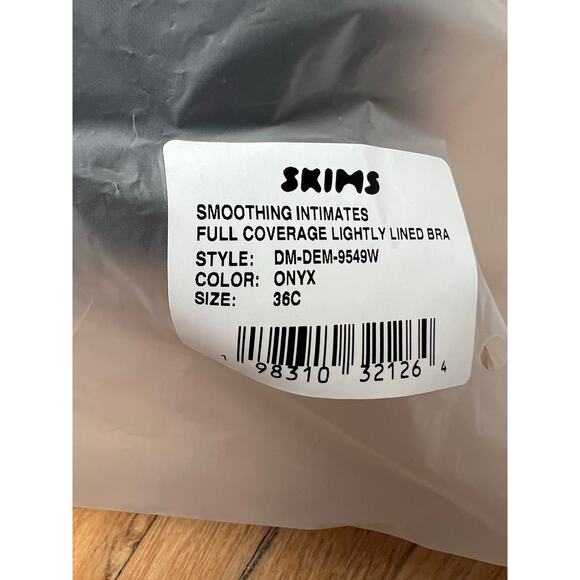 SKIMS
SMOOTHING INTIMATES
FULL COVERAGE LIGHTLY LINED BRA
STYLE: DM-DEM-9549W
COLOR: ONYX
SIZE: 36C
98310 32126 4